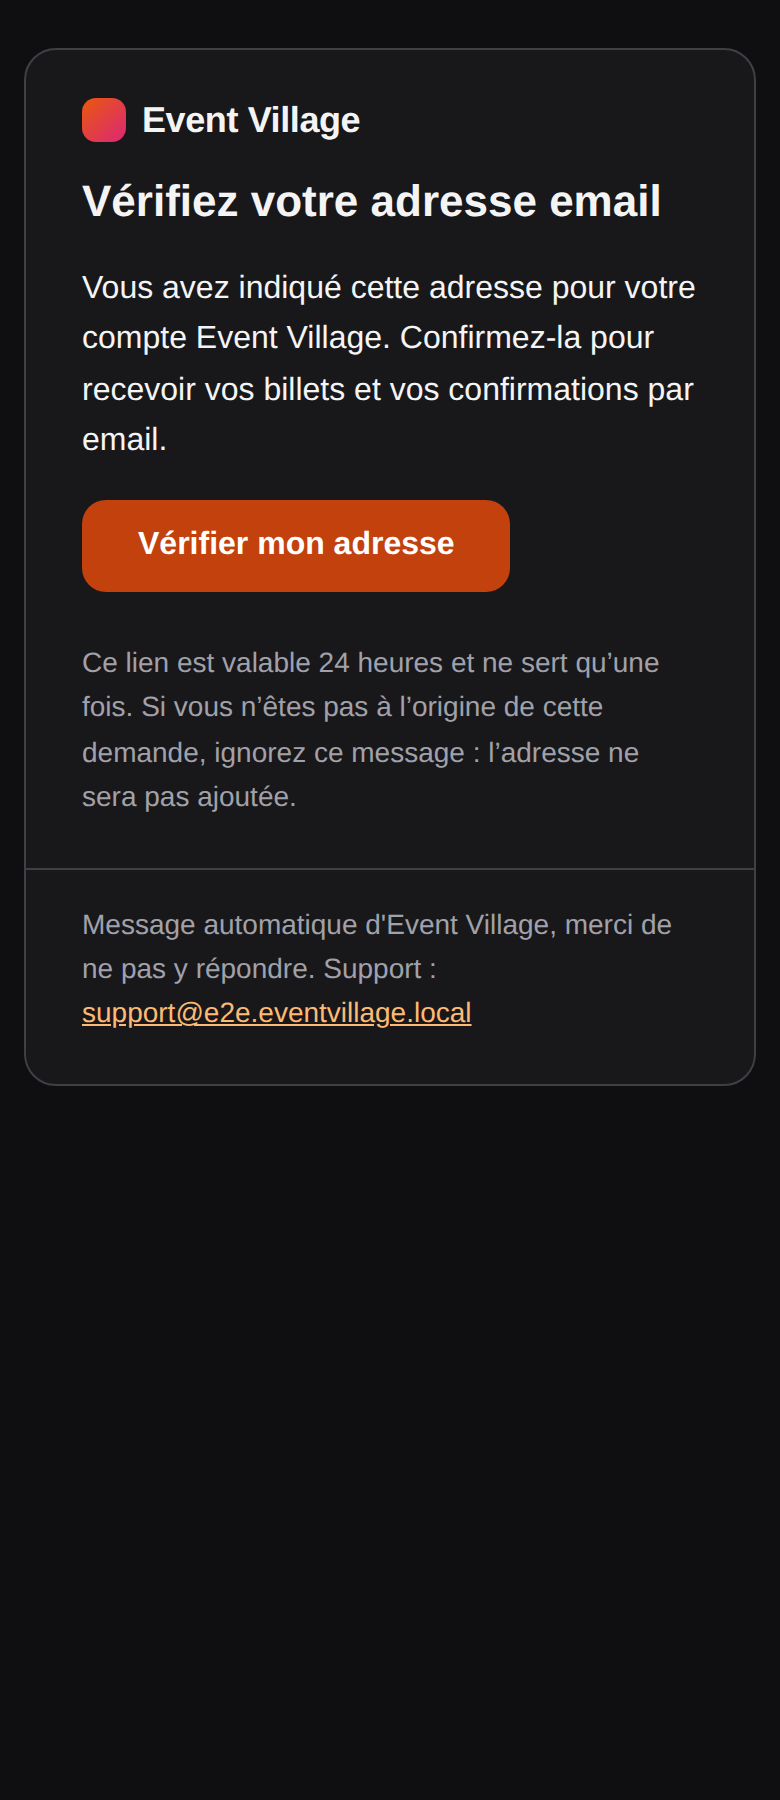 Event Village
Vérifiez votre adresse email
Vous avez indiqué cette adresse pour votre
compte Event Village. Confirmez-la pour
recevoir vos billets et vos confirmations par
email.
Vérifier mon adresse
Ce lien est valable 24 heures et ne sert qu’une
fois. Si vous n’êtes pas à l’origine de cette
demande, ignorez ce message : l’adresse ne
sera pas ajoutée.
Message automatique d'Event Village, merci de
ne pas y répondre. Support :
support@e2e.eventvillage.local